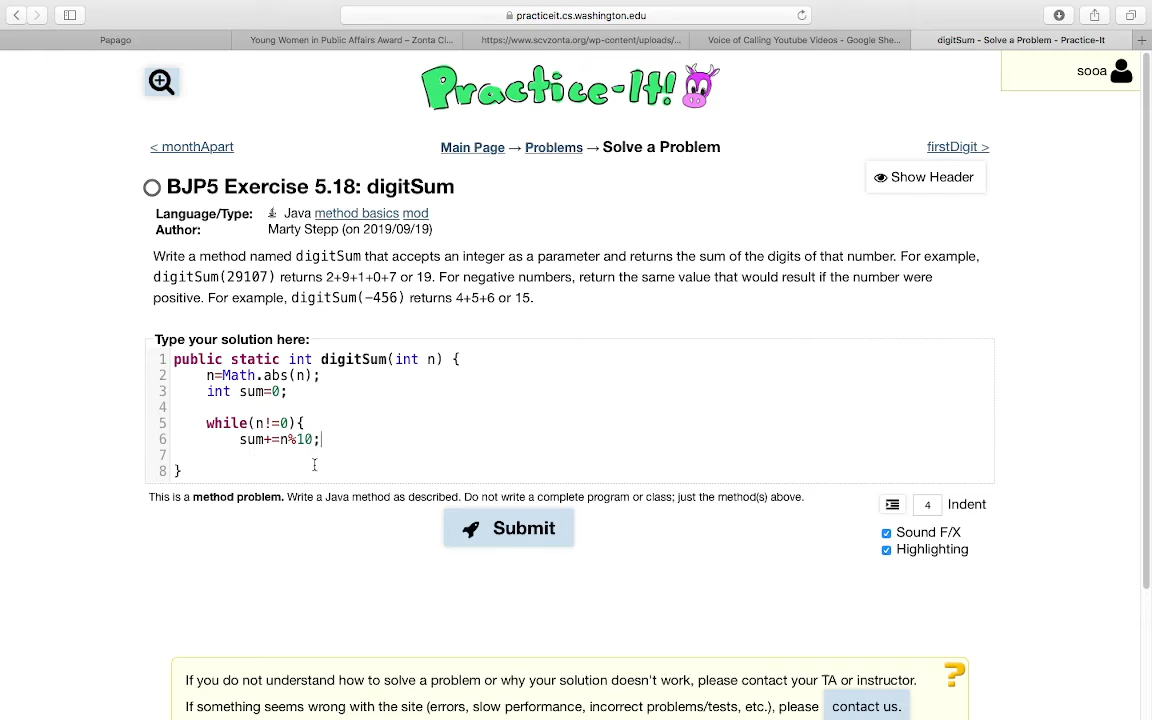 practiceit.cs.washington.edu
Papago
Young Women in Public Affairs Award – Zonta Cl...
https://www.scvzonta.org/wp-content/uploads/...
Voice of Calling Youtube Videos - Google She...
digitSum - Solve a Problem - Practice-It
Practice-It!
sooa
< monthApart
Main Page → Problems → Solve a Problem
firstDigit >
Show Header
BJP5 Exercise 5.18: digitSum
Language/Type: Java method basics mod
Author: Marty Stepp (on 2019/09/19)
Write a method named digitSum that accepts an integer as a parameter and returns the sum of the digits of that number. For example,
digitSum(29107) returns 2+9+1+0+7 or 19. For negative numbers, return the same value that would result if the number were
positive. For example, digitSum(-456) returns 4+5+6 or 15.
Type your solution here:
1 public static int digitSum(int n) {
2 n=Math.abs(n);
3 int sum=0;
4
5 while(n!=0){
6 sum+=n%10;
7
8 }
This is a method problem. Write a Java method as described. Do not write a complete program or class; just the method(s) above.
4 Indent
Submit
Sound F/X
Highlighting
If you do not understand how to solve a problem or why your solution doesn't work, please contact your TA or instructor.
If something seems wrong with the site (errors, slow performance, incorrect problems/tests, etc.), please contact us.